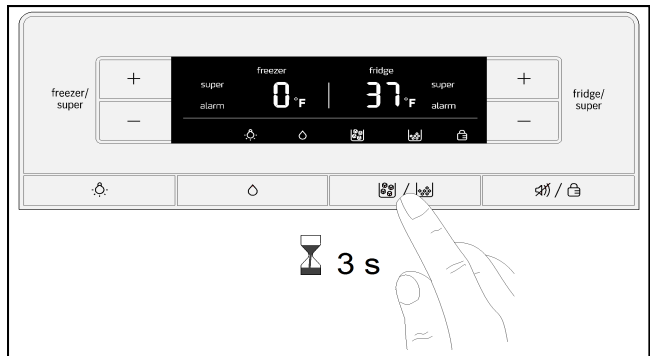 freezer fridge
super super
0°F 37°F
alarm alarm
freezer/
super
+
−
+
−
fridge/
super
/
/
3 s